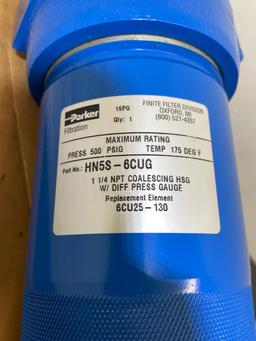 Parker
Filtration
19PG
Qty: 1
FINITE FILTER DIVISION
OXFORD, MI
(800) 521-4357
MAXIMUM RATING
PRESS 500 PSIG TEMP 175 DEG F
Part No.: HN5S-6CUG
1 1/4 NPT COALESCING HSG
W/ DIFF PRESS GAUGE
Replacement Element
6CU25-130